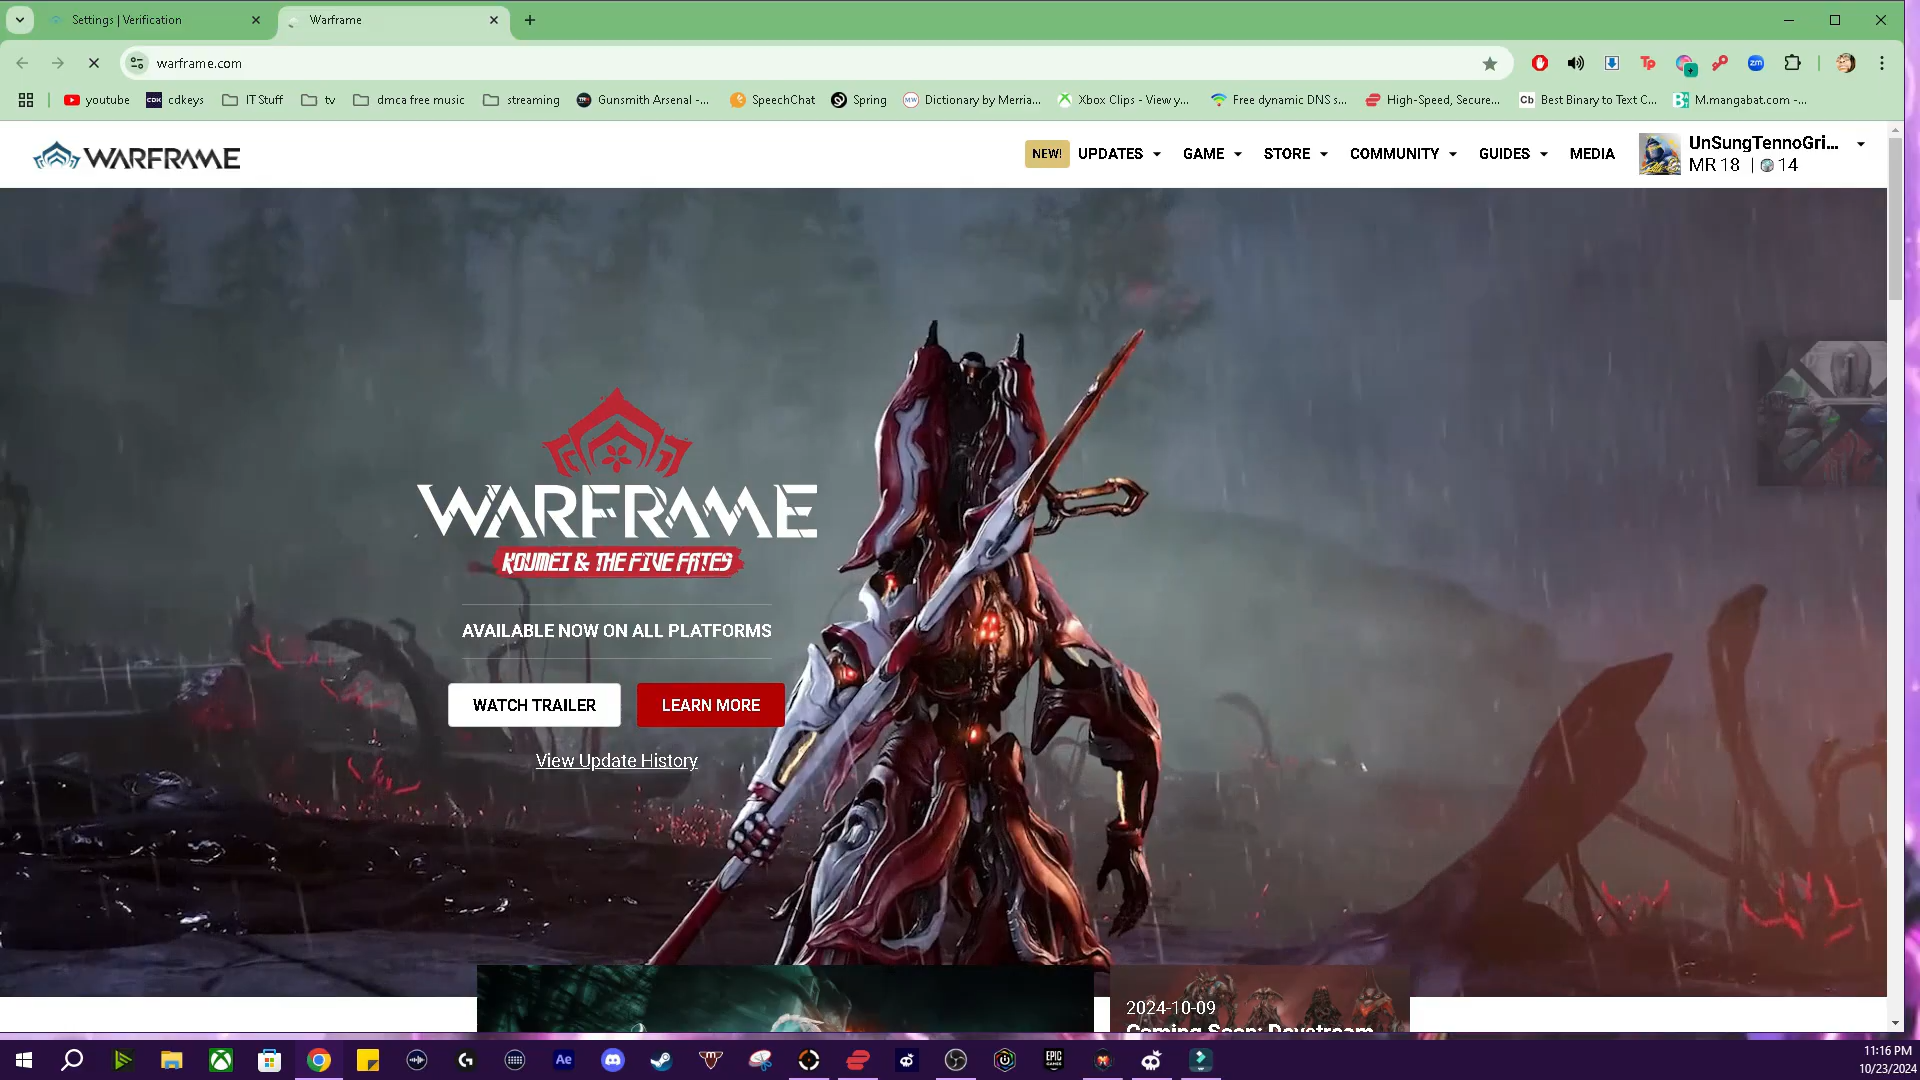 Settings | Verification
Warframe
warframe.com
youtube
cdkeys
IT Stuff
tv
dmca free music
streaming
Gunsmith Arsenal -...
SpeechChat
Spring
Dictionary by Merria...
Xbox Clips - View y...
Free dynamic DNS s...
High-Speed, Secure...
Best Binary to Text C...
M.mangabat.com -...
WARFRAME
NEW!
UPDATES
GAME
STORE
COMMUNITY
GUIDES
MEDIA
UnSungTennoGri...
MR 18 | 14
WARFRAME
KOUMEI & THE FIVE FATES
AVAILABLE NOW ON ALL PLATFORMS
WATCH TRAILER
LEARN MORE
View Update History
2024-10-09
Coming Soon: Devstream
11:16 PM
10/23/2024